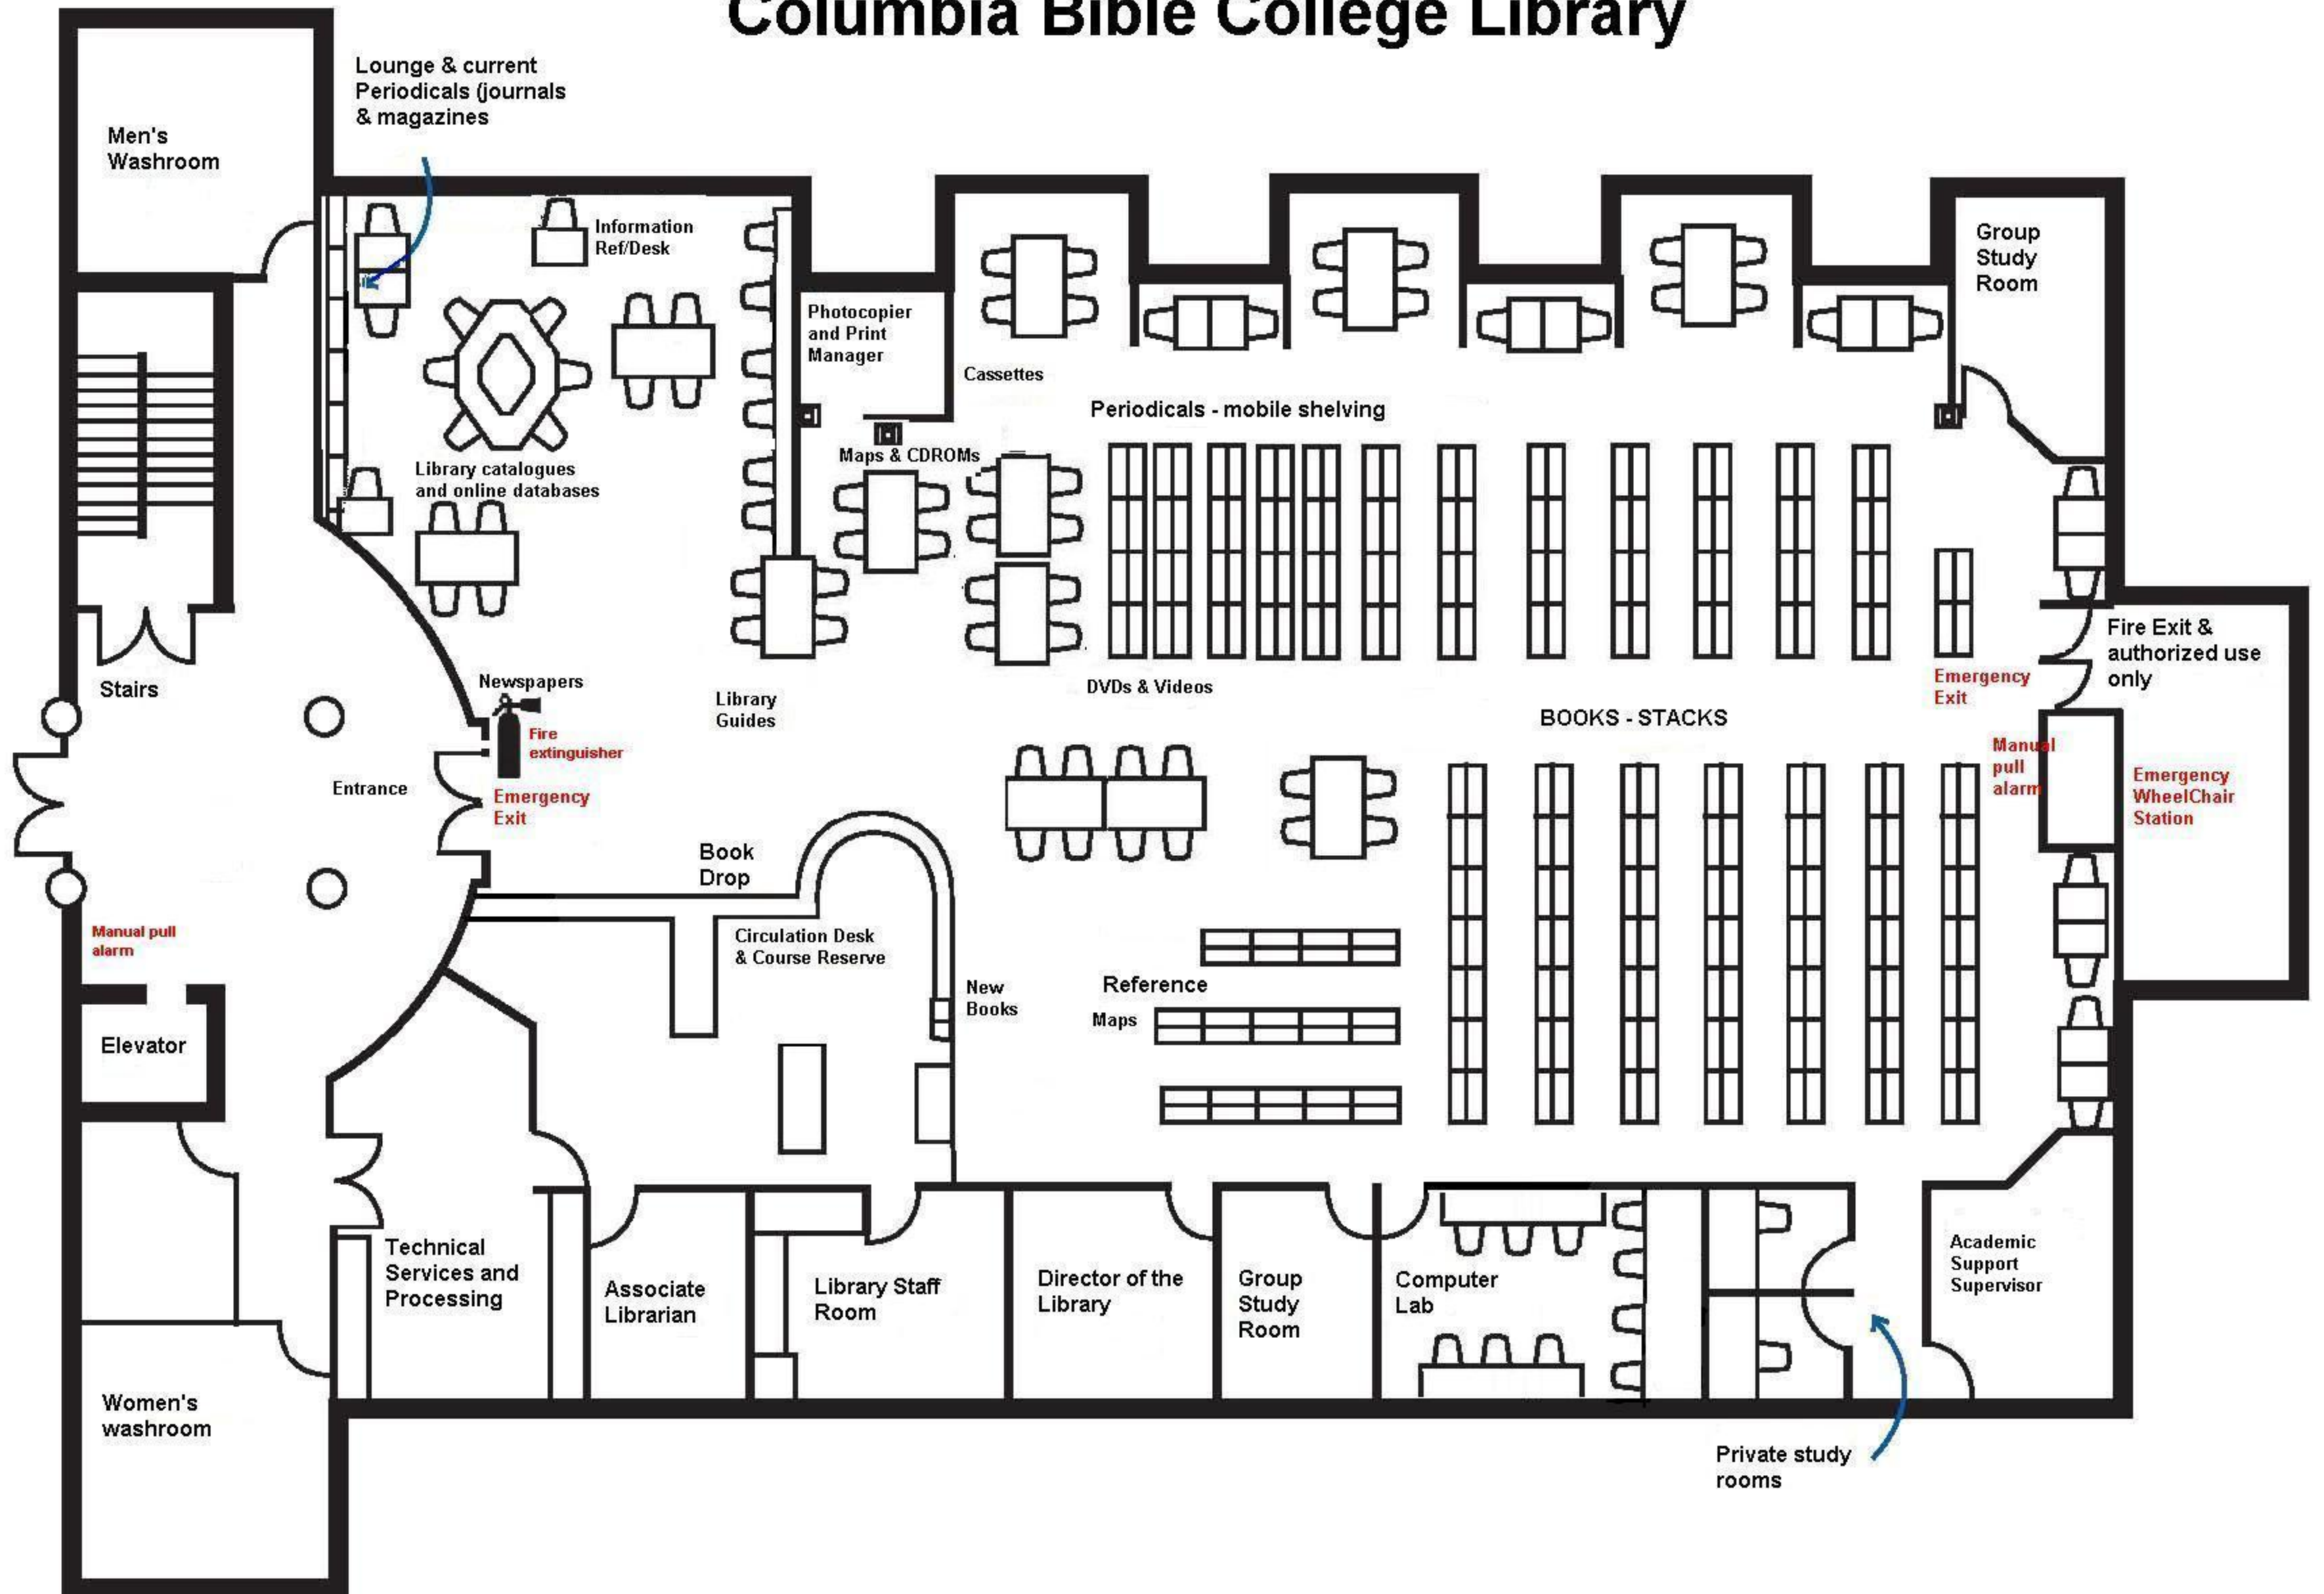 Columbia Bible College Library
Lounge & current
Periodicals (journals
& magazines
Men's
Washroom
Information
Ref/Desk
Group
Study
Room
Photocopier
and Print
Manager
Cassettes
Periodicals - mobile shelving
Maps & CDROMs
Library catalogues
and online databases
Fire Exit &
authorized use
only
Stairs
Newspapers
Library
Guides
DVDs & Videos
Emergency
Exit
BOOKS - STACKS
Fire
extinguisher
Manual
pull
alarm
Entrance
Emergency
Exit
Emergency
WheelChair
Station
Book
Drop
Manual pull
alarm
Circulation Desk
& Course Reserve
New
Books
Reference
Maps
Elevator
Technical
Services and
Processing
Associate
Librarian
Library Staff
Room
Director of the
Library
Group
Study
Room
Computer
Lab
Academic
Support
Supervisor
Women's
washroom
Private study
rooms